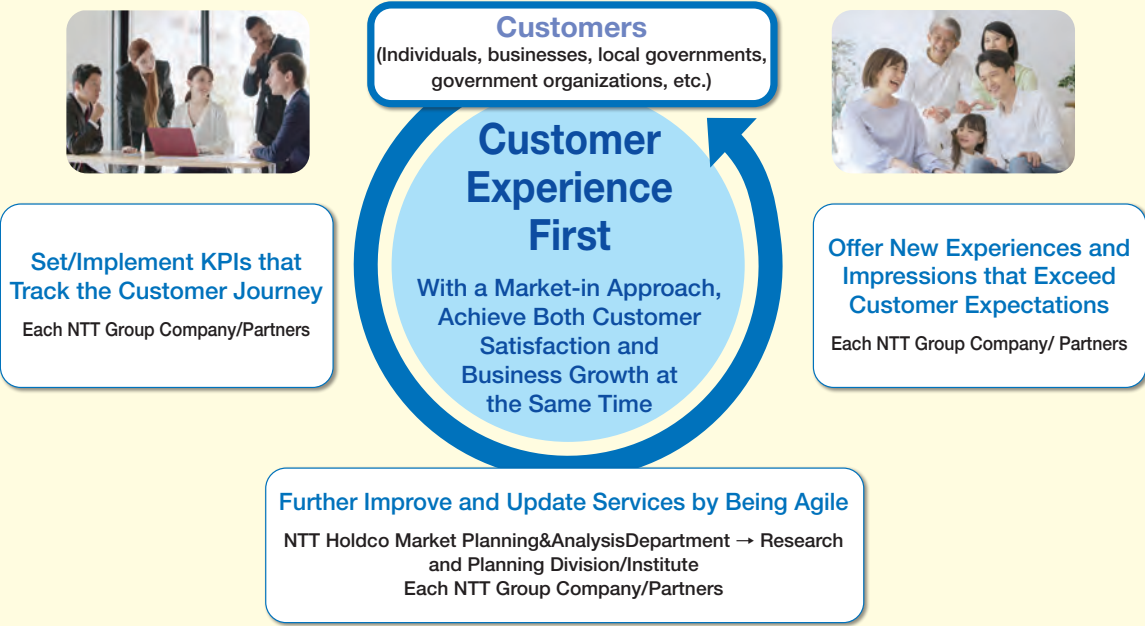 Customers
(Individuals, businesses, local governments,
government organizations, etc.)
Customer
Experience
First
With a Market-in Approach,
Achieve Both Customer
Satisfaction and
Business Growth at
the Same Time
Set/Implement KPIs that
Track the Customer Journey
Each NTT Group Company/Partners
Offer New Experiences and
Impressions that Exceed
Customer Expectations
Each NTT Group Company/ Partners
Further Improve and Update Services by Being Agile
NTT Holdco Market Planning&AnalysisDepartment → Research
and Planning Division/Institute
Each NTT Group Company/Partners